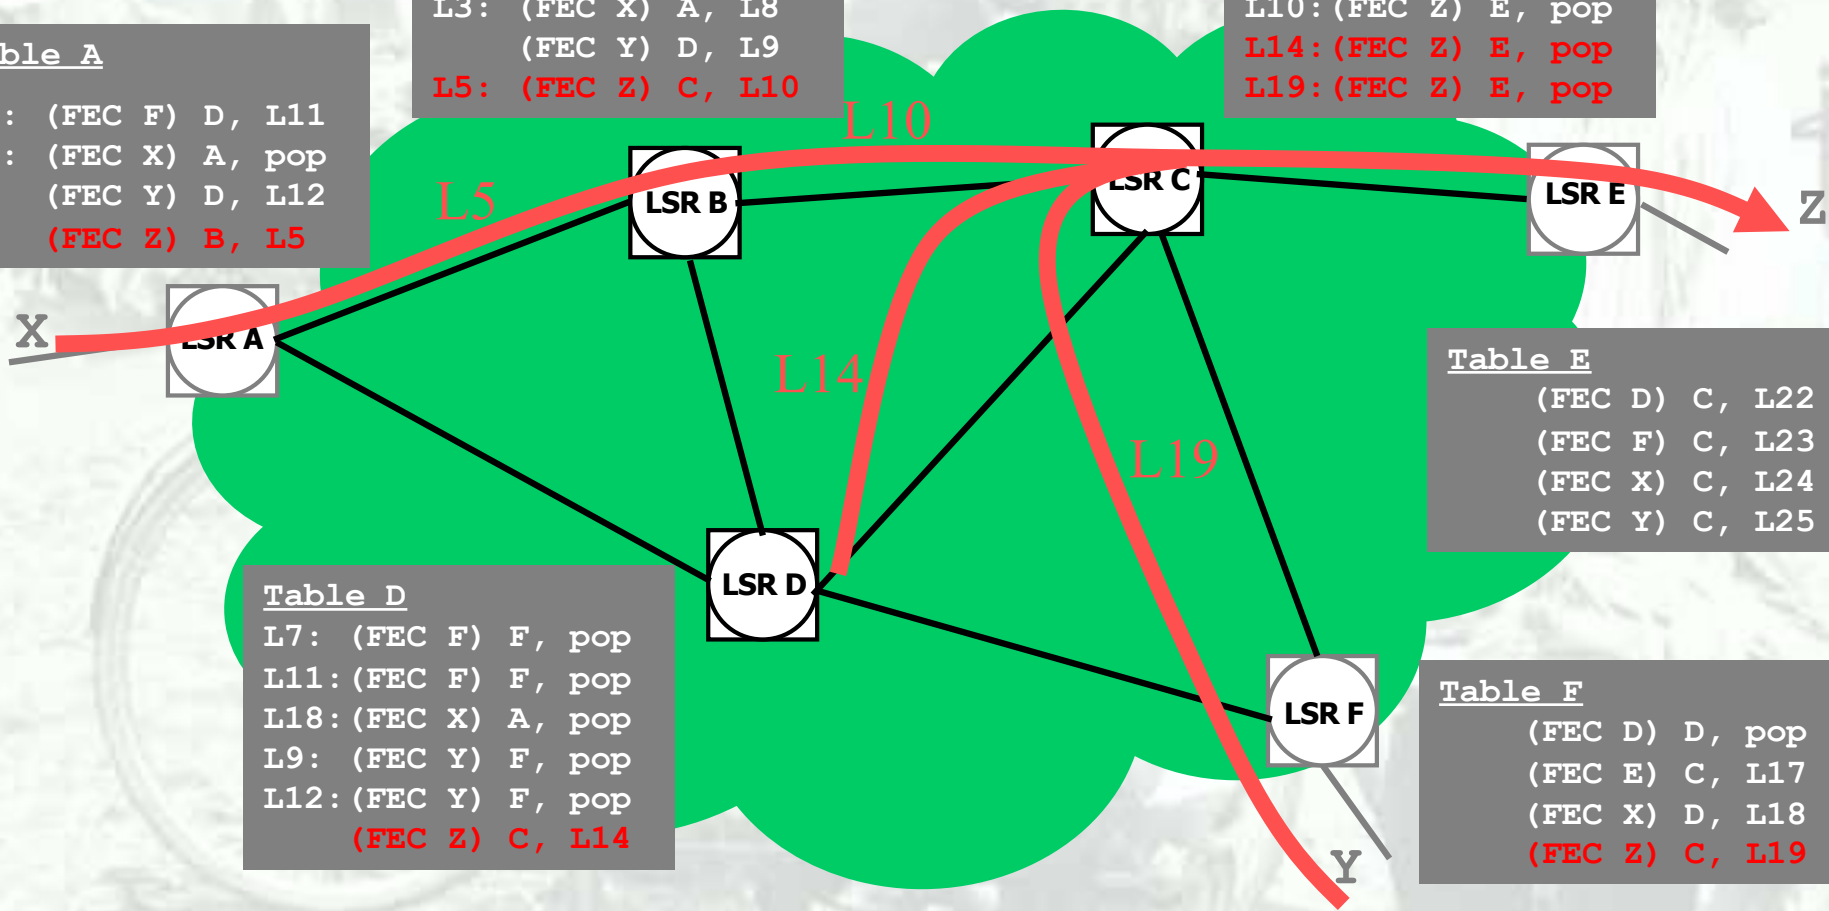 L3: (FEC X) A, L8
(FEC Y) D, L9
L5: (FEC Z) C, L10
L10:(FEC Z) E, pop
L14:(FEC Z) E, pop
L19:(FEC Z) E, pop
ble A
: (FEC F) D, L11
: (FEC X) A, pop
(FEC Y) D, L12
(FEC Z) B, L5
L10
L5
LSR B
LSR C
LSR E
Z
X
LSR A
L14
L19
Table E
(FEC D) C, L22
(FEC F) C, L23
(FEC X) C, L24
(FEC Y) C, L25
LSR D
Table D
L7: (FEC F) F, pop
L11:(FEC F) F, pop
L18:(FEC X) A, pop
L9: (FEC Y) F, pop
L12:(FEC Y) F, pop
(FEC Z) C, L14
LSR F
Y
Table F
(FEC D) D, pop
(FEC E) C, L17
(FEC X) D, L18
(FEC Z) C, L19